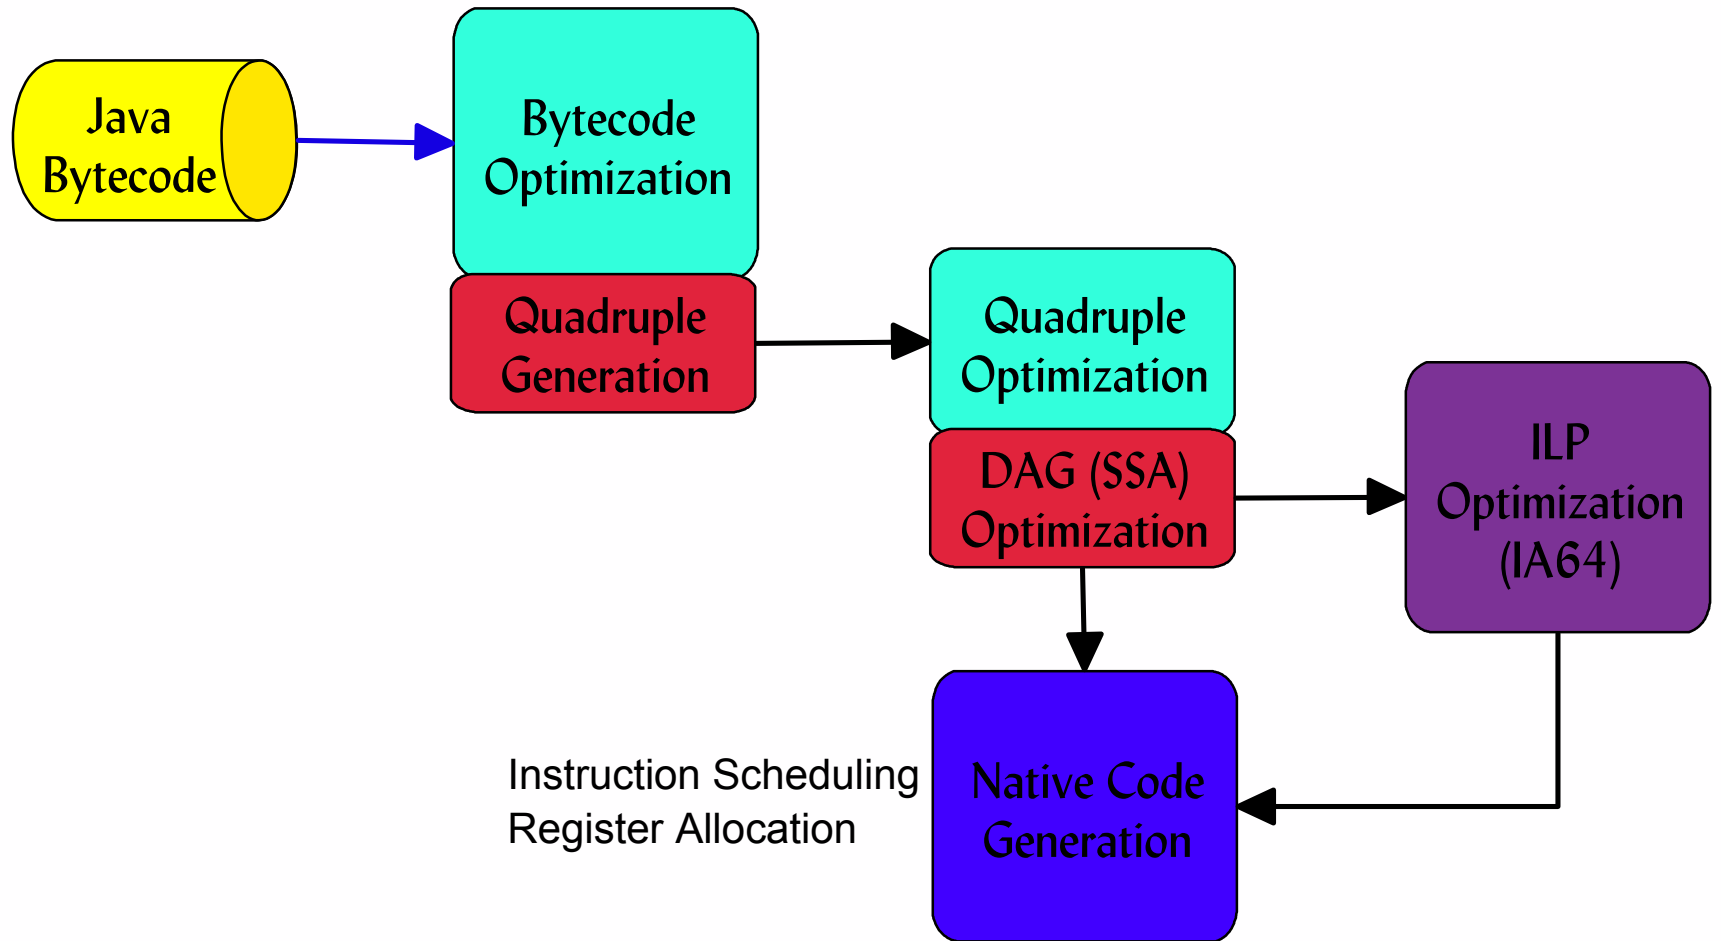 Java
Bytecode
Bytecode
Optimization
Quadruple
Generation
Quadruple
Optimization
DAG (SSA)
Optimization
ILP
Optimization
(IA64)
Instruction Scheduling
Register Allocation
Native Code
Generation